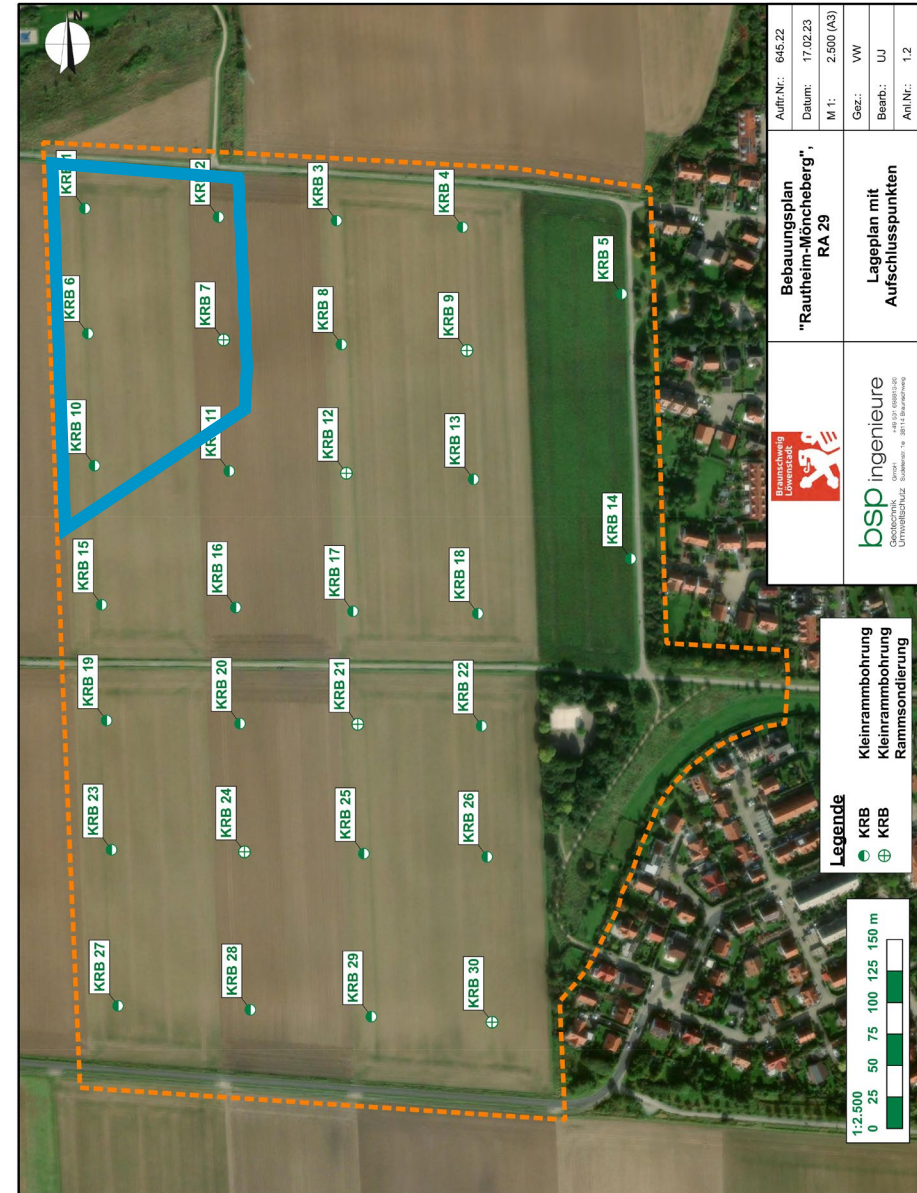 N
KRB 1
KRB 2
KRB 3
KRB 4
KRB 5
KRB 6
KRB 7
KRB 8
KRB 9
KRB 10
KRB 11
KRB 12
KRB 13
KRB 14
KRB 15
KRB 16
KRB 17
KRB 18
KRB 19
KRB 20
KRB 21
KRB 22
KRB 23
KRB 24
KRB 25
KRB 26
KRB 27
KRB 28
KRB 29
KRB 30
1:2.500
0 25 50 75 100 125 150 m
Legende
KRB Kleinrammbohrung
KRB Kleinrammbohrung
Rammsondierung
Braunschweig
Löwenstadt
bsp ingenieure
Geotechnik GmbH
Umweltschutz 38114 Braunschweig
Bebauungsplan
"Rautheim-Möncheberg",
RA 29
Lageplan mit
Aufschlusspunkten
Auftr.Nr.: 645.22
Datum: 17.02.23
M 1: 2.500 (A3)
Gez.: VW
Bearb.: UJ
Anl.Nr.: 1.2